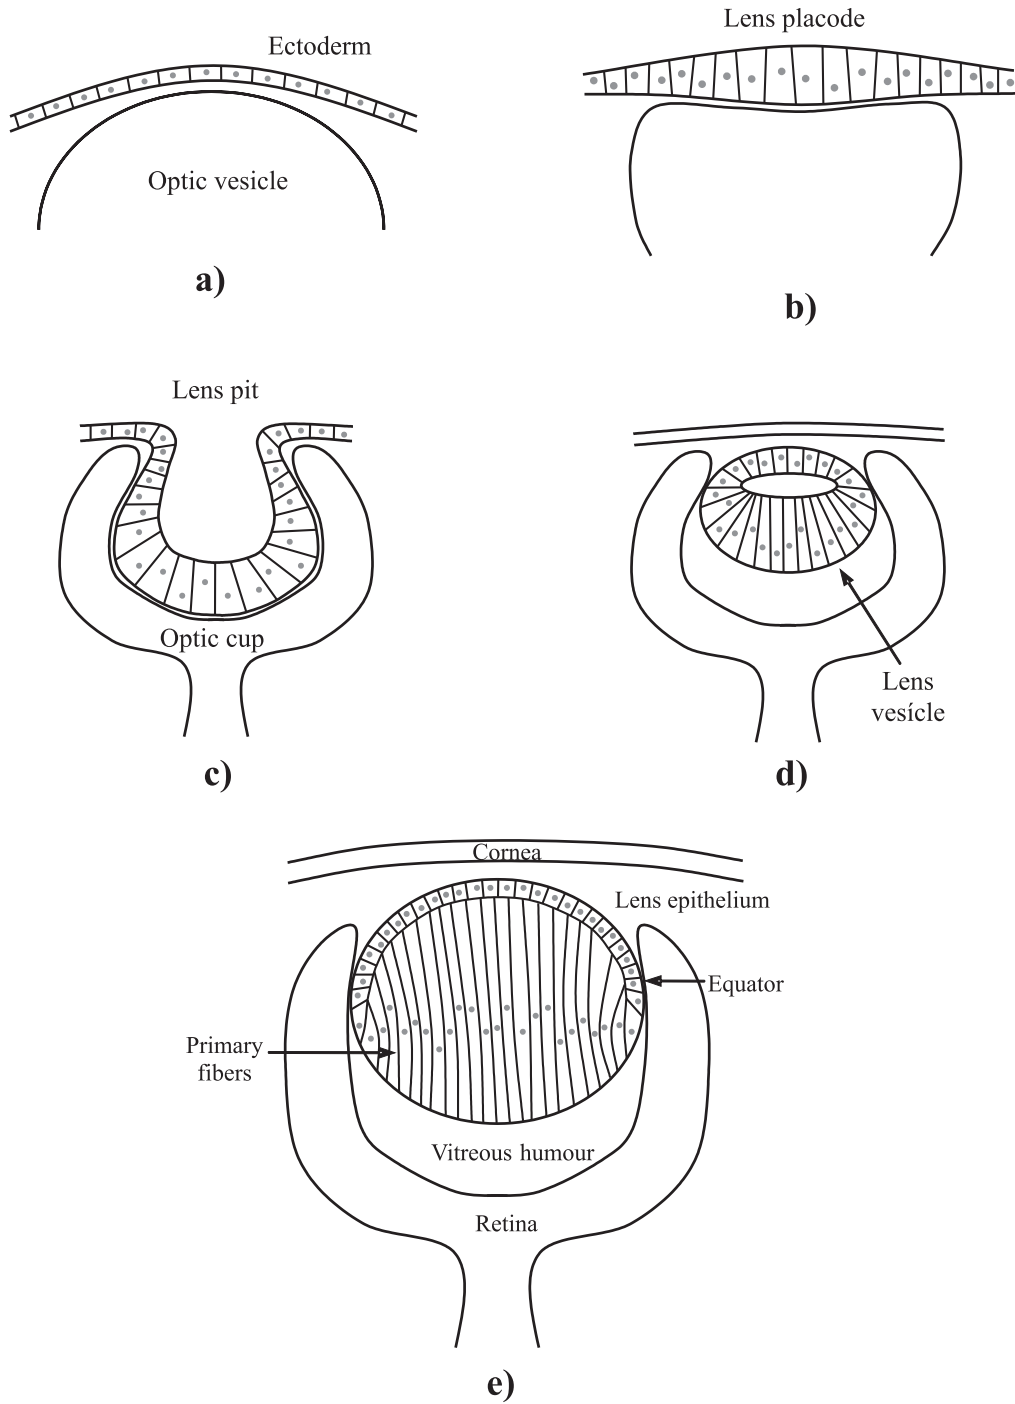 Ectoderm
Optic vesicle
a)
Lens placode
b)
Lens pit
Optic cup
c)
Lens
vesícle
d)
Cornea
Lens epithelium
Equator
Primary
fibers
Vitreous humour
Retina
e)